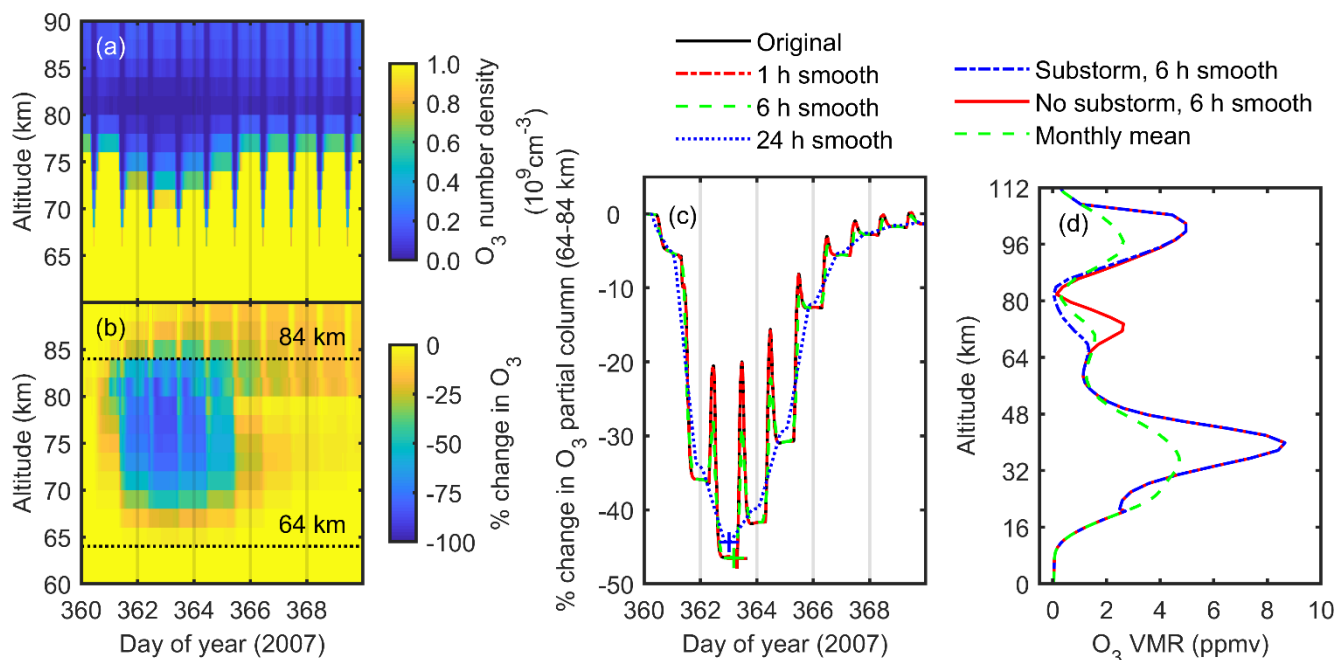 (a)
Altitude (km)
90
85
80
75
70
65
1.0
0.8
0.6
0.4
0.2
0.0
O₃ number density
(10⁹cm⁻³)
(b)
84 km
64 km
Altitude (km)
85
80
75
70
65
60
360 362 364 366 368
Day of year (2007)
0
-25
-50
-75
-100
% change in O₃
Original
1 h smooth
6 h smooth
24 h smooth
(c)
% change in O₃ partial column (64-84 km)
0
-10
-20
-30
-40
-50
360 362 364 366 368
Day of year (2007)
Substorm, 6 h smooth
No substorm, 6 h smooth
Monthly mean
(d)
Altitude (km)
112
96
80
64
48
32
16
0
0 2 4 6 8 10
O₃ VMR (ppmv)